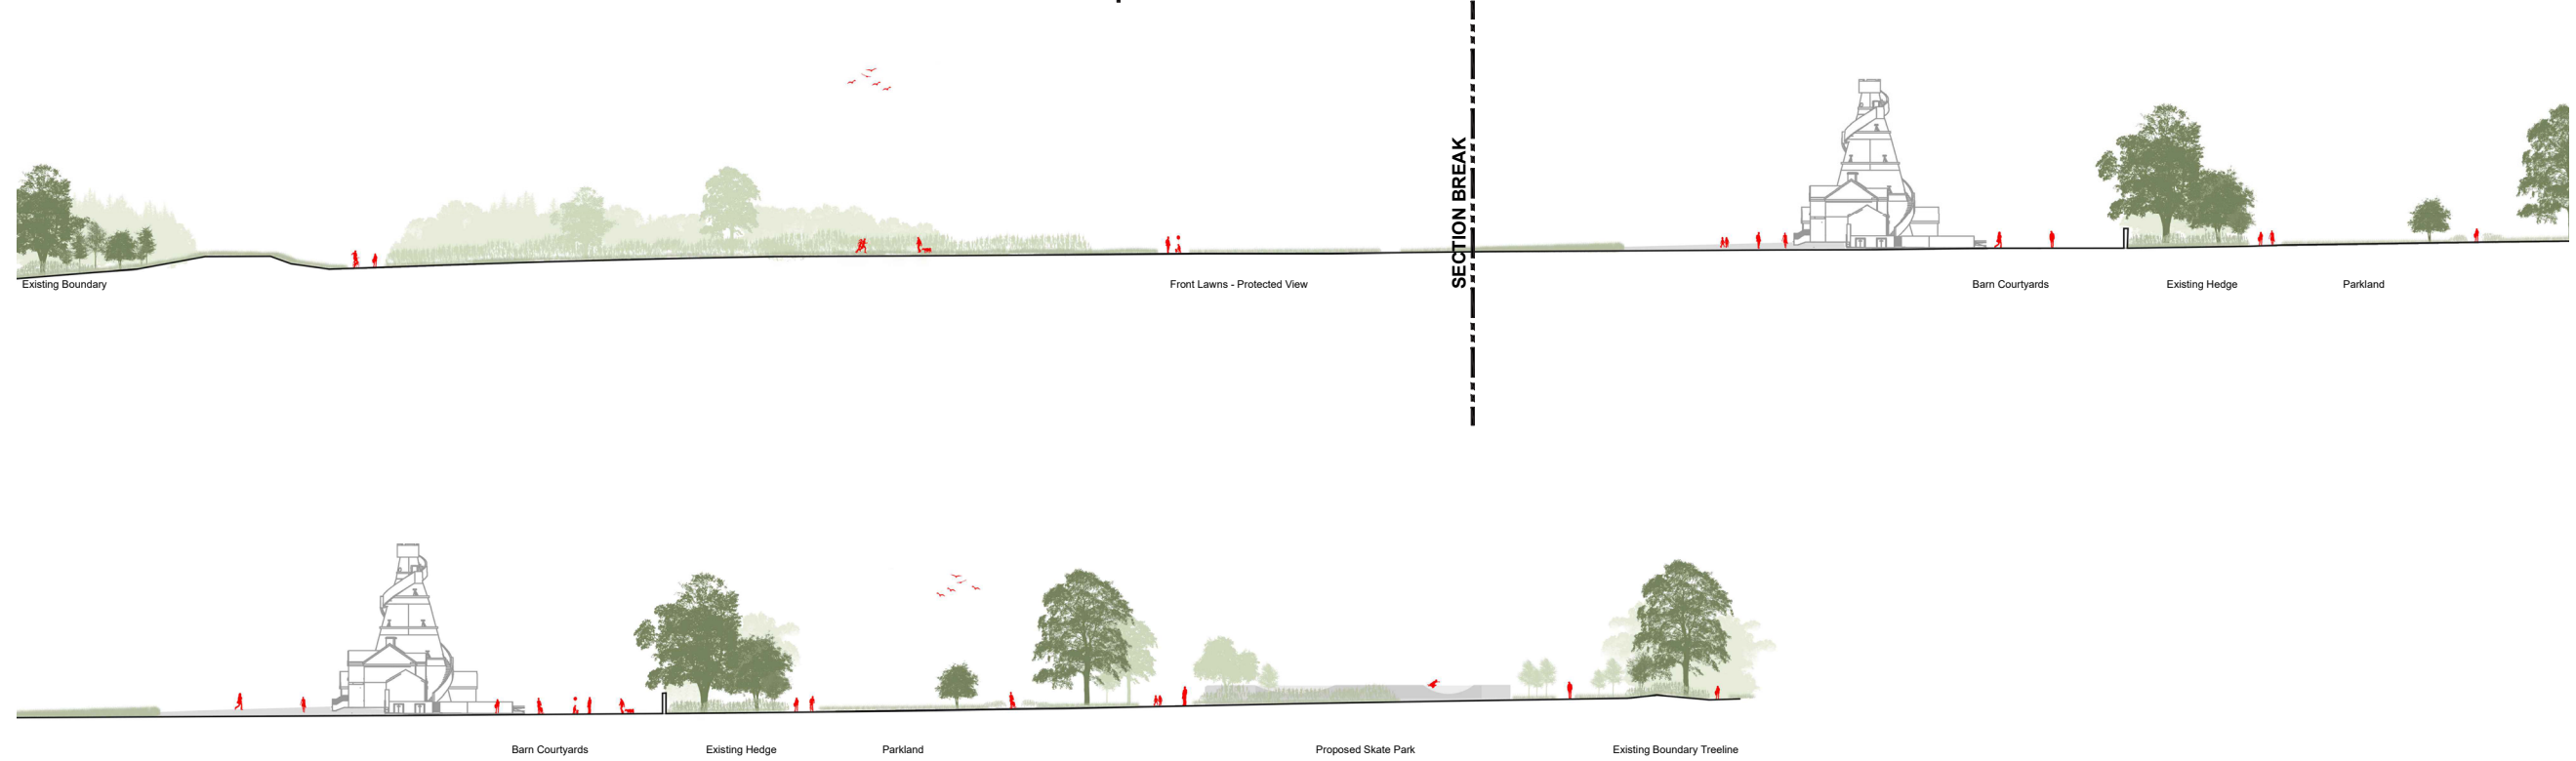 SECTION BREAK
Existing Boundary
Front Lawns - Protected View
Barn Courtyards
Existing Hedge
Parkland
Barn Courtyards
Existing Hedge
Parkland
Proposed Skate Park
Existing Boundary Treeline